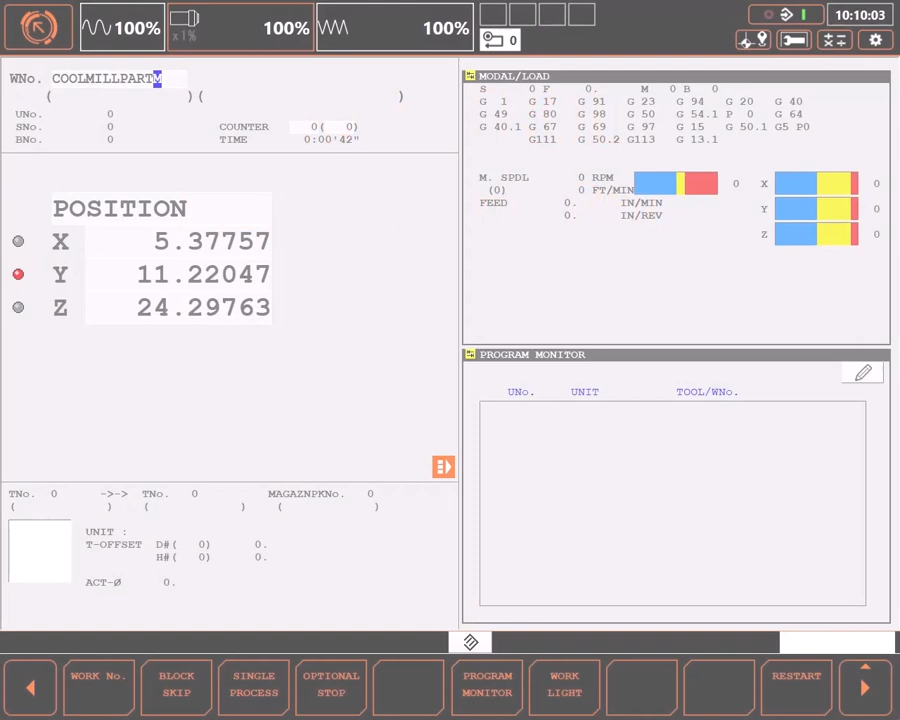 100%
x1%
100%
100%
0
10:10:03
WNo. COOLMILLPARTM
( )( )
UNo. 0
SNo. 0
BNo. 0
COUNTER 0( 0)
TIME 0:00'42"
POSITION
X 5.37757
Y 11.22047
Z 24.29763
TNo. 0 ->-> TNo. 0 MAGAZNPKNo. 0
( ) ( ) ( )
UNIT :
T-OFFSET D#( 0) 0.
H#( 0) 0.
ACT-Ø 0.
MODAL/LOAD
S 0 F 0. M 0 B 0
G 1 G 17 G 91 G 23 G 94 G 20 G 40
G 49 G 80 G 98 G 50 G 54.1 P 0 G 64
G 40.1 G 67 G 69 G 97 G 15 G 50.1 G5 P0
G111 G 50.2 G113 G 13.1
M. SPDL 0 RPM 0 X 0
(0) 0 FT/MIN
FEED 0. IN/MIN Y 0
0. IN/REV
Z 0
PROGRAM MONITOR
UNo. UNIT TOOL/WNo.
WORK No.
BLOCK SKIP
SINGLE PROCESS
OPTIONAL STOP
PROGRAM MONITOR
WORK LIGHT
RESTART